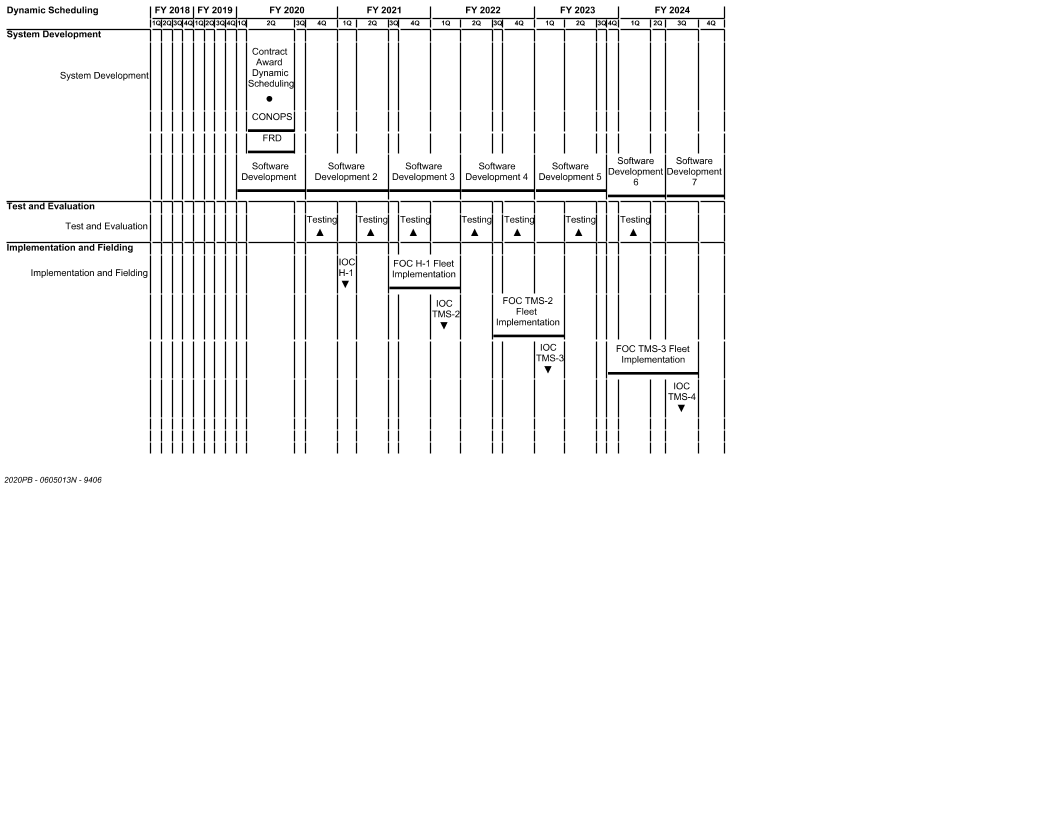 Dynamic Scheduling FY 2018 FY 2019 FY 2020 FY 2021 FY 2022 FY 2023 FY 2024
1Q 2Q 3Q 4Q 1Q 2Q 3Q 4Q 1Q 2Q 3Q 4Q 1Q 2Q 3Q 4Q 1Q 2Q 3Q 4Q 1Q 2Q 3Q 4Q 1Q 2Q 3Q 4Q
System Development
System Development
Contract
Award
Dynamic
Scheduling
CONOPS
FRD
Software
Development
Software
Development 2
Software
Development 3
Software
Development 4
Software
Development 5
Software
Development
6
Software
Development
7
Test and Evaluation
Test and Evaluation
Testing Testing Testing Testing Testing Testing Testing
Implementation and Fielding
Implementation and Fielding
IOC
H-1
FOC H-1 Fleet
Implementation
IOC
TMS-2
FOC TMS-2
Fleet
Implementation
IOC
TMS-3
FOC TMS-3 Fleet
Implementation
IOC
TMS-4
2020PB - 0605013N - 9406